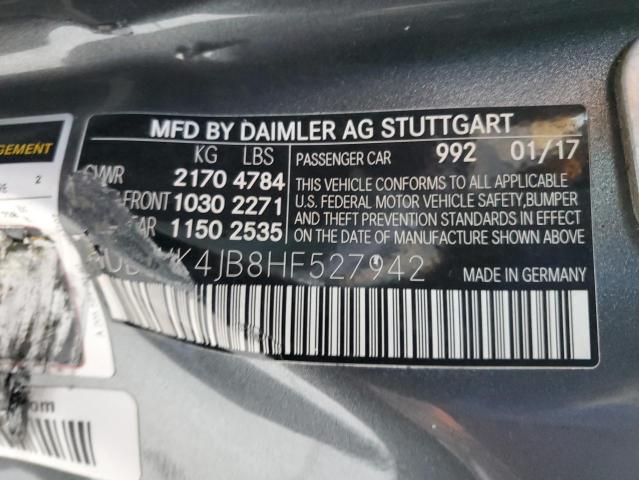 MFD BY DAIMLER AG STUTTGART
KG LBS
2170 4784
FRONT 1030 2271
1150 2535
PASSENGER CAR 992 01/17
THIS VEHICLE CONFORMS TO ALL APPLICABLE
U.S. FEDERAL MOTOR VEHICLE SAFETY, BUMPER
AND THEFT PREVENTION STANDARDS IN EFFECT
ON THE DATE OF MANUFACTURE SHOWN ABOVE.
K4JB8HF527942
MADE IN GERMANY
2